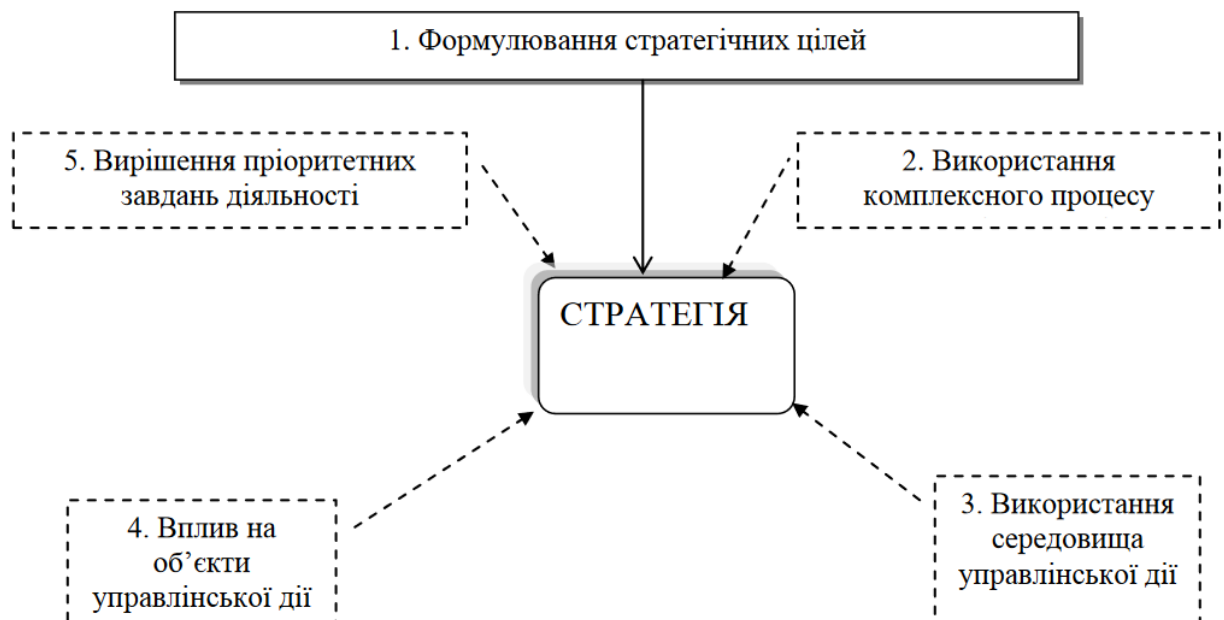 1. Формулювання стратегічних цілей
5. Вирішення пріоритетних
завдань діяльності
2. Використання
комплексного процесу
СТРАТЕГІЯ
4. Вплив на
об’єкти
управлінської дії
3. Використання
середовища
управлінської дії